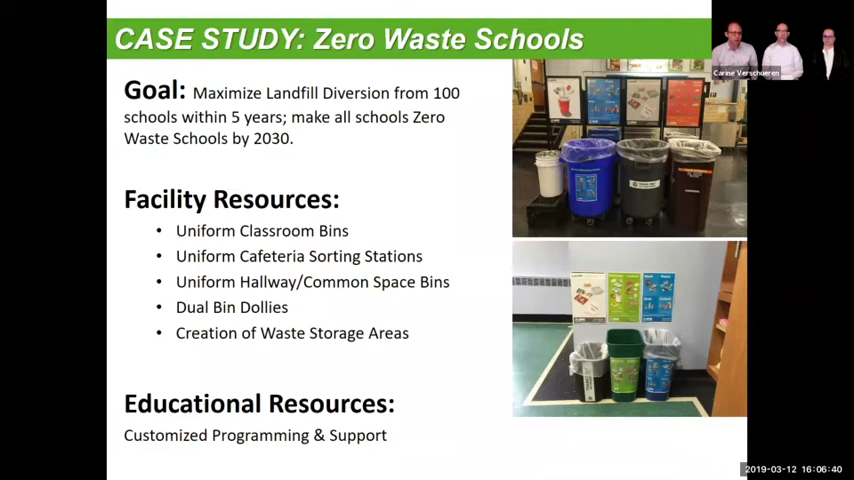 CASE STUDY: Zero Waste Schools
Carine Verschueren
Goal: Maximize Landfill Diversion from 100
schools within 5 years; make all schools Zero
Waste Schools by 2030.
Facility Resources:
• Uniform Classroom Bins
• Uniform Cafeteria Sorting Stations
• Uniform Hallway/Common Space Bins
• Dual Bin Dollies
• Creation of Waste Storage Areas
Educational Resources:
Customized Programming & Support
2019-03-12 16:06:40